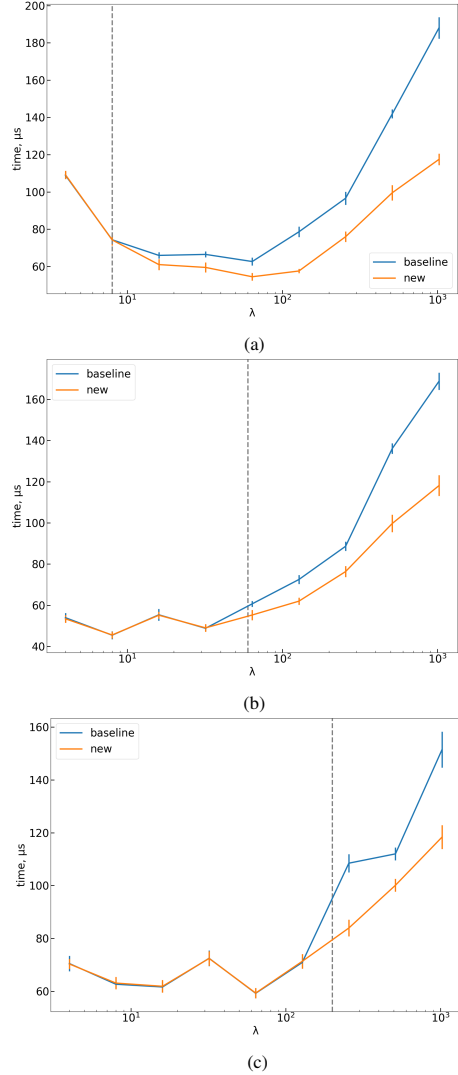 200
180
160
140
120
100
80
60
time, μs
10¹ 10² 10³
λ
baseline
new
(a)
160
140
120
100
80
60
40
time, μs
10¹ 10² 10³
λ
baseline
new
(b)
160
140
120
100
80
60
time, μs
10¹ 10² 10³
λ
baseline
new
(c)